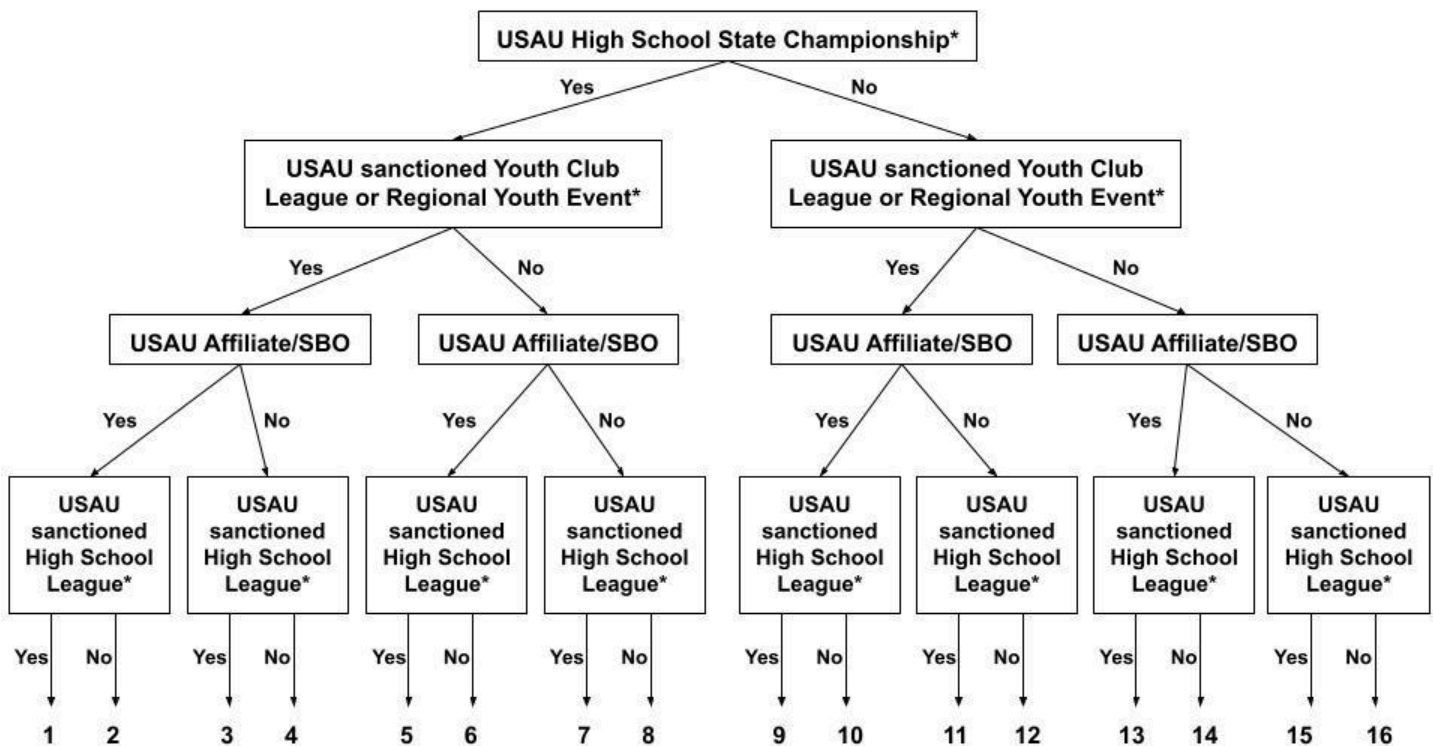 USAU High School State Championship*
Yes
No
USAU sanctioned Youth Club
League or Regional Youth Event*
USAU sanctioned Youth Club
League or Regional Youth Event*
Yes
No
Yes
No
USAU Affiliate/SBO
USAU Affiliate/SBO
USAU Affiliate/SBO
USAU Affiliate/SBO
Yes
No
Yes
No
Yes
No
Yes
No
USAU
sanctioned
High School
League*
USAU
sanctioned
High School
League*
USAU
sanctioned
High School
League*
USAU
sanctioned
High School
League*
USAU
sanctioned
High School
League*
USAU
sanctioned
High School
League*
USAU
sanctioned
High School
League*
USAU
sanctioned
High School
League*
Yes
No
Yes
No
Yes
No
Yes
No
Yes
No
Yes
No
Yes
No
Yes
No
1
2
3
4
5
6
7
8
9
10
11
12
13
14
15
16